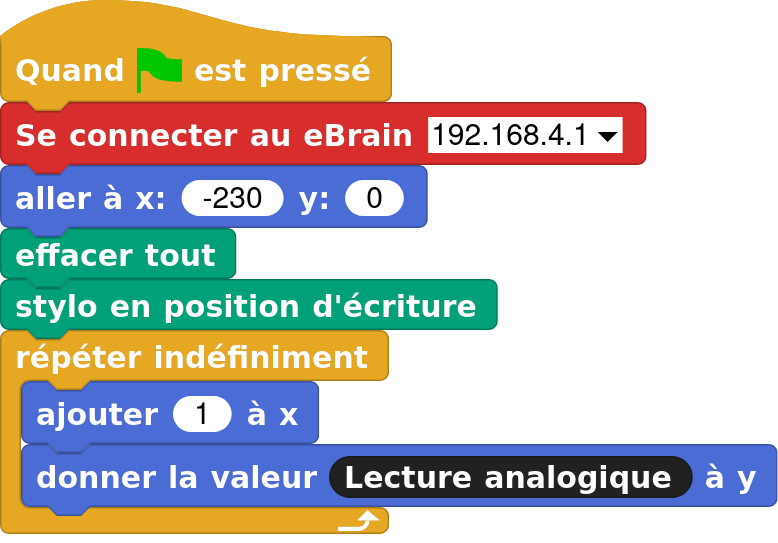 Quand est pressé
Se connecter au eBrain 192.168.4.1
aller à x: -230 y: 0
effacer tout
stylo en position d'écriture
répéter indéfiniment
ajouter 1 à x
donner la valeur Lecture analogique à y